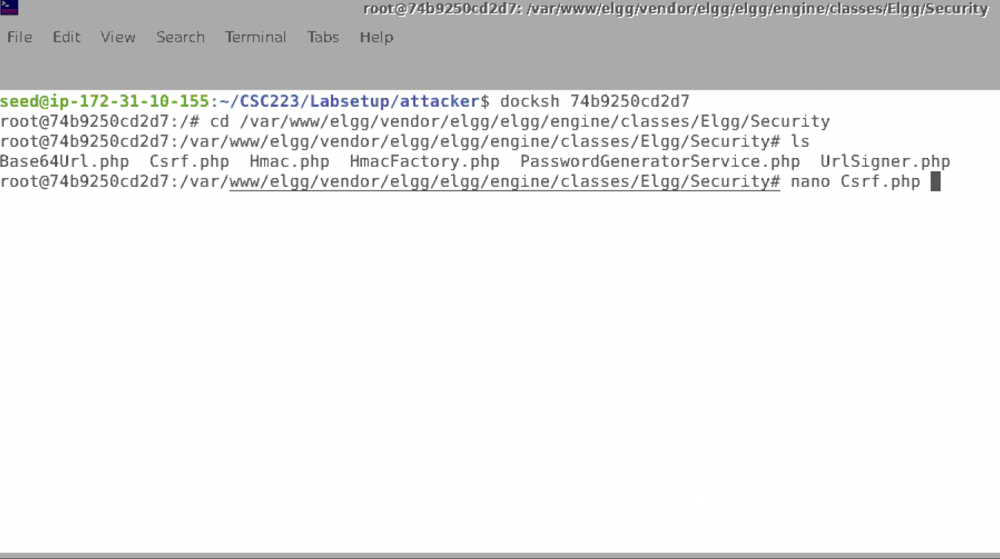 root@74b9250cd2d7: /var/www/elgg/vendor/elgg/elgg/engine/classes/Elgg/Security
File Edit View Search Terminal Tabs Help
seed@ip-172-31-10-155:~/CSC223/Labsetup/attacker$ docksh 74b9250cd2d7
root@74b9250cd2d7:/# cd /var/www/elgg/vendor/elgg/elgg/engine/classes/Elgg/Security
root@74b9250cd2d7:/var/www/elgg/vendor/elgg/elgg/engine/classes/Elgg/Security# ls
Base64Url.php  Csrf.php  Hmac.php  HmacFactory.php  PasswordGeneratorService.php  UrlSigner.php
root@74b9250cd2d7:/var/www/elgg/vendor/elgg/elgg/engine/classes/Elgg/Security# nano Csrf.php